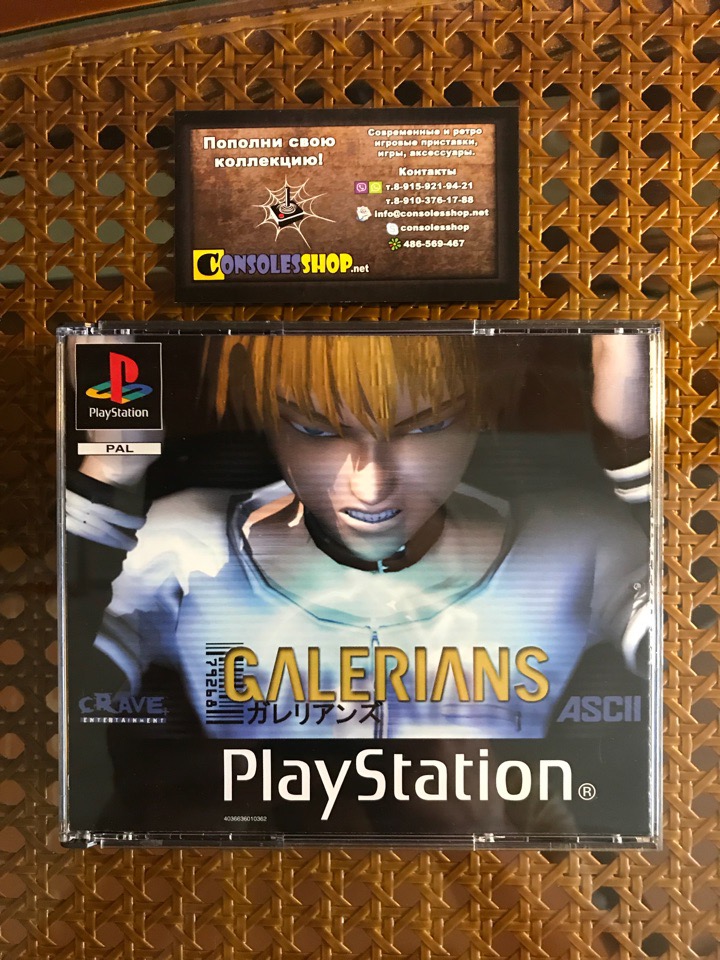 Пополни свою
коллекцию!
Современные и ретро
игровые приставки,
игры, аксессуары.
Контакты
т.8-915-921-94-21
т.8-910-376-17-88
info@consolesshop.net
consolesshop
486-569-467
CONSOLESSHOP.net
PlayStation
PAL
79268
GALERIANS
ガレリアンズ
CRAVE
ENTERTAINMENT
ASCII
PlayStation®
4036636010362